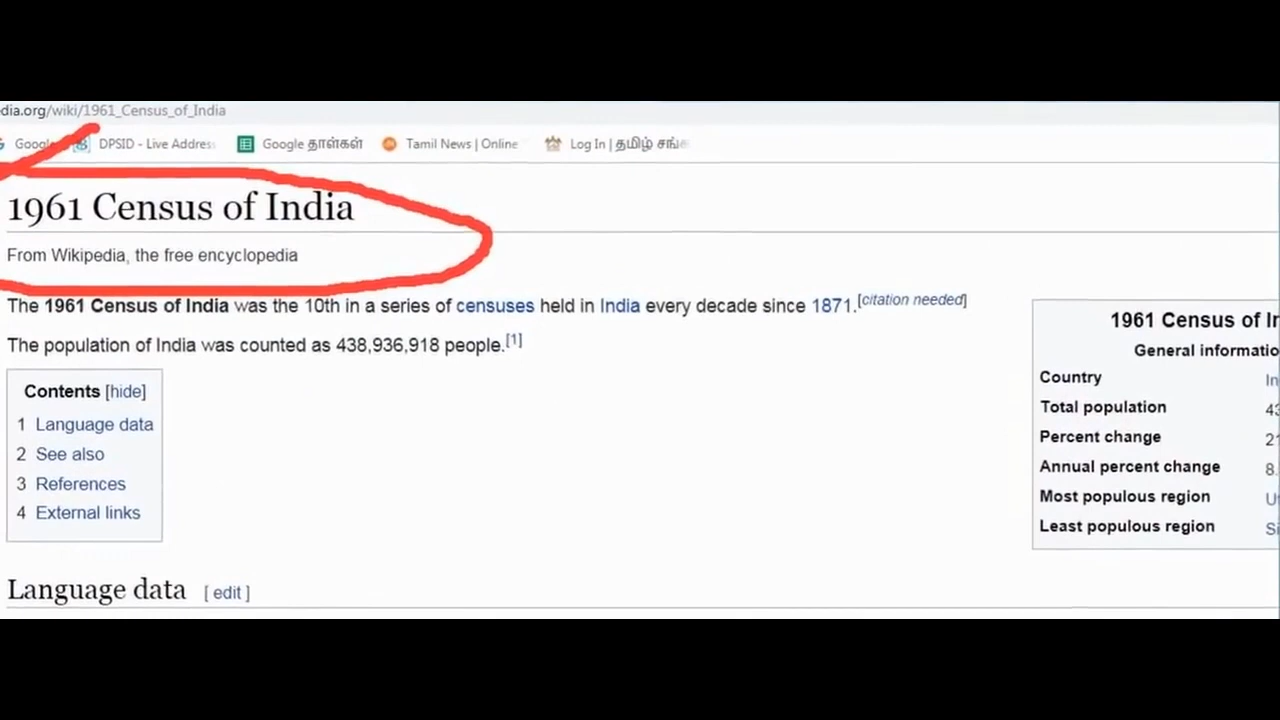 dia.org/wiki/1961_Census_of_India
Google DPSID - Live Address Google தாள்கள் Tamil News | Online Log In | தமிழ்
1961 Census of India
From Wikipedia, the free encyclopedia
The 1961 Census of India was the 10th in a series of censuses held in India every decade since 1871.[citation needed]
The population of India was counted as 438,936,918 people.[1]
Contents [hide]
1 Language data
2 See also
3 References
4 External links
1961 Census of
General
Country
Total population
Percent change
Annual percent change
Most populous region
Least populous region
Language data [ edit ]